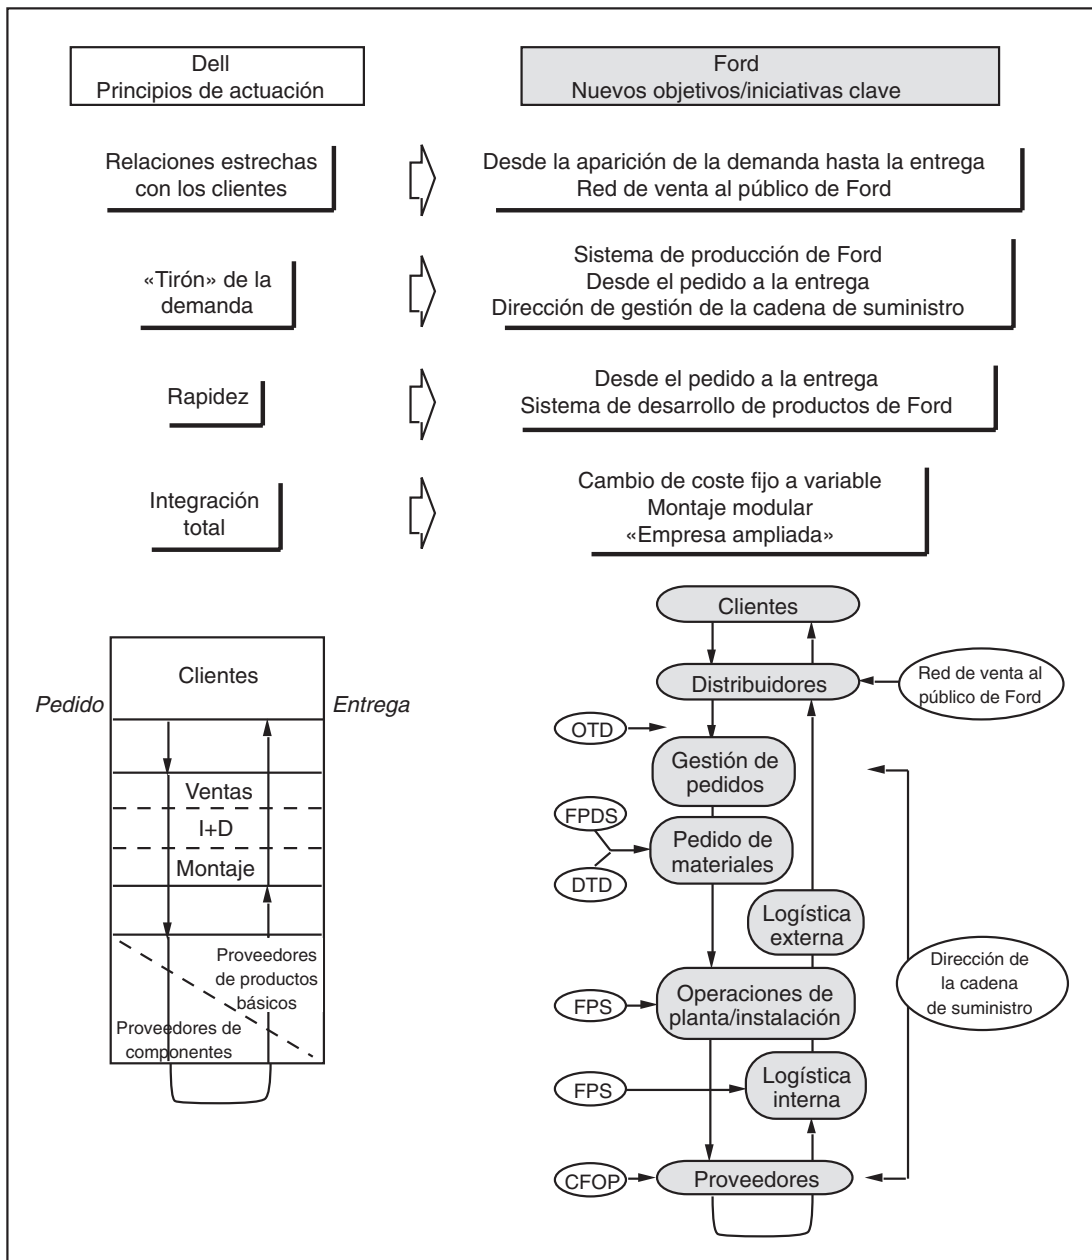 Dell
Principios de actuación
Ford
Nuevos objetivos/iniciativas clave
Relaciones estrechas
con los clientes
Desde la aparición de la demanda hasta la entrega
Red de venta al público de Ford
«Tirón» de la
demanda
Sistema de producción de Ford
Desde el pedido a la entrega
Dirección de gestión de la cadena de suministro
Rapidez
Desde el pedido a la entrega
Sistema de desarrollo de productos de Ford
Integración
total
Cambio de coste fijo a variable
Montaje modular
«Empresa ampliada»
Pedido
Entrega
Clientes
Ventas
I+D
Montaje
Proveedores
de productos
básicos
Proveedores de
componentes
Clientes
Distribuidores
Red de venta al
público de Ford
OTD
Gestión de
pedidos
FPDS
DTD
Pedido de
materiales
Logística
externa
Dirección de
la cadena
de suministro
FPS
Operaciones de
planta/instalación
FPS
Logística
interna
CFOP
Proveedores